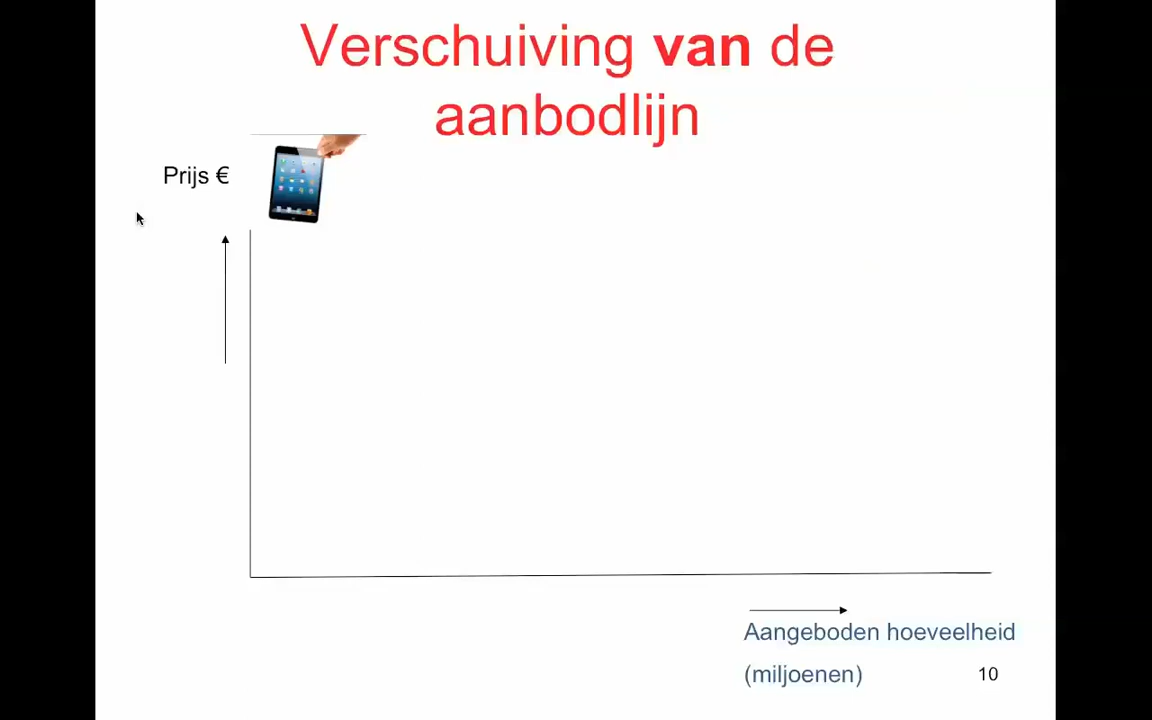 Verschuiving van de
aanbodlijn
Prijs €
Aangeboden hoeveelheid
(miljoenen)
10